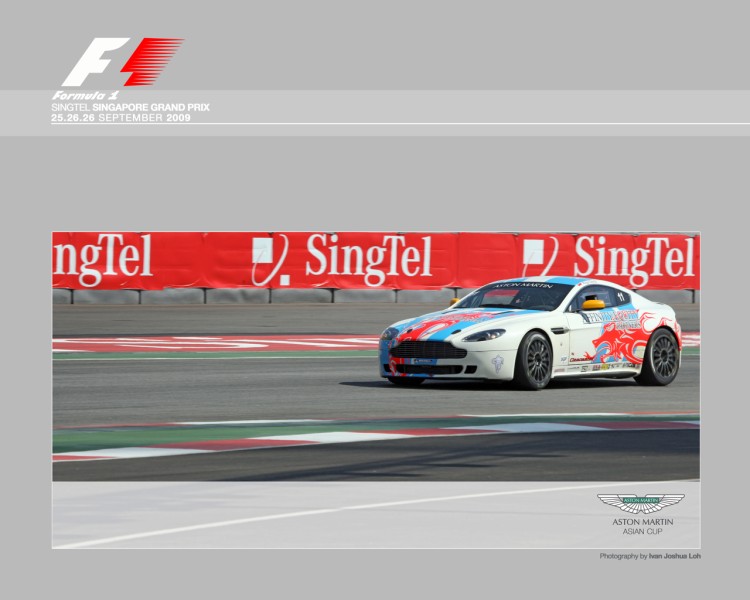 F1
Formula 1
SINGTEL SINGAPORE GRAND PRIX
25.26.26 SEPTEMBER 2009
ngTel SingTel SingTel
ASTON MARTIN
11
ASTON MARTIN
ASTON MARTIN
ASIAN CUP
Photography by Ivan Joshua Loh